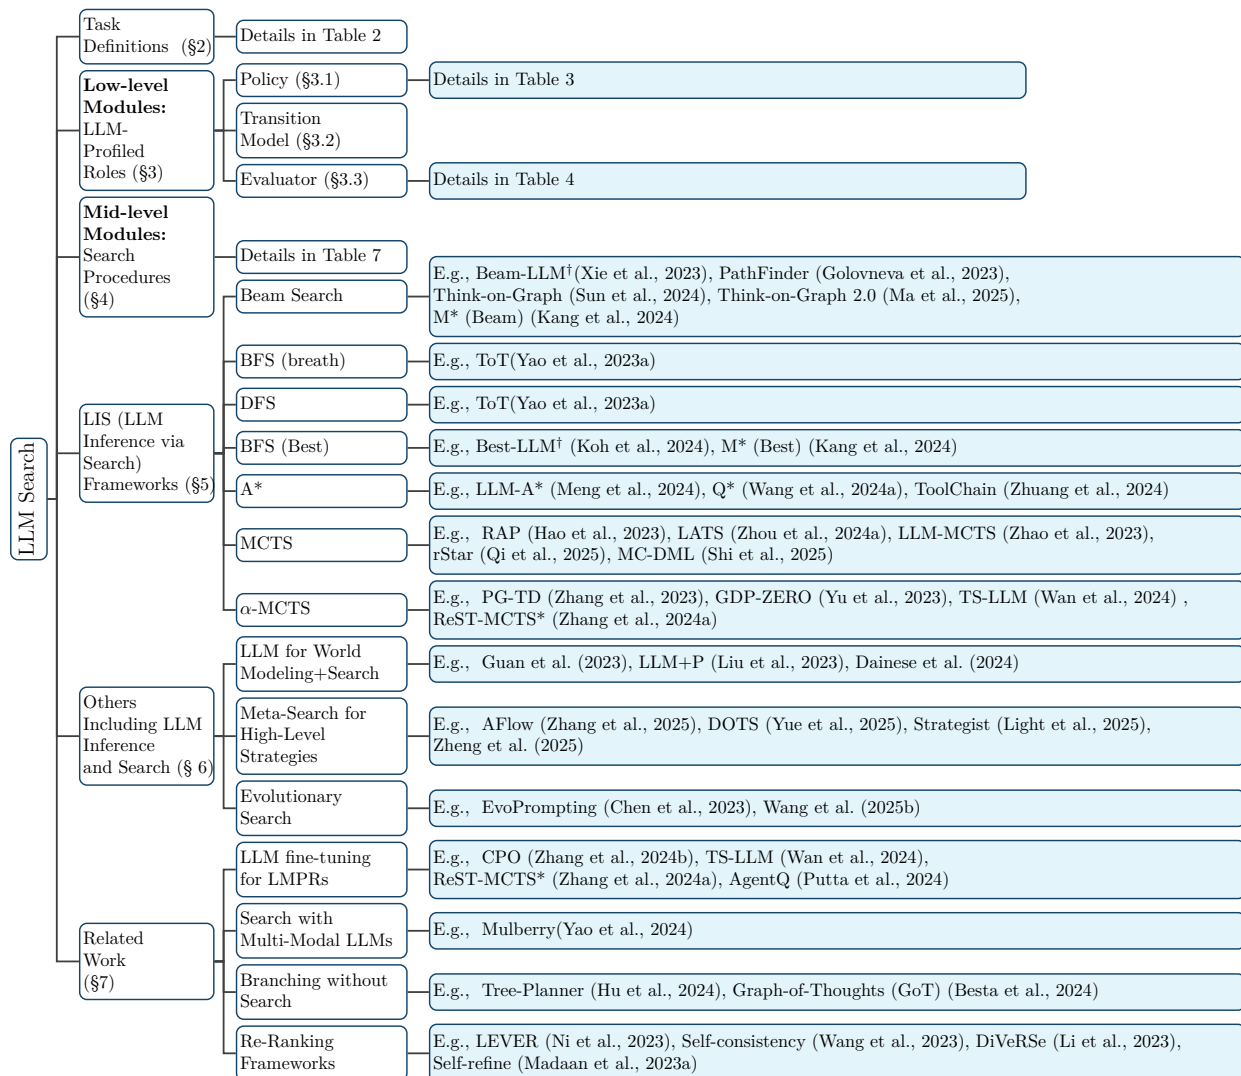 LLM Search
Task
Definitions (§2)
Details in Table 2
Low-level
Modules:
LLM-
Profiled
Roles (§3)
Policy (§3.1)
Details in Table 3
Transition
Model (§3.2)
Evaluator (§3.3)
Details in Table 4
Mid-level
Modules:
Search
Procedures
(§4)
Details in Table 7
LIS (LLM
Inference via
Search)
Frameworks (§5)
Beam Search
E.g., Beam-LLM†(Xie et al., 2023), PathFinder (Golovneva et al., 2023),
Think-on-Graph (Sun et al., 2024), Think-on-Graph 2.0 (Ma et al., 2025),
M* (Beam) (Kang et al., 2024)
BFS (breath)
E.g., ToT(Yao et al., 2023a)
DFS
E.g., ToT(Yao et al., 2023a)
BFS (Best)
E.g., Best-LLM† (Koh et al., 2024), M* (Best) (Kang et al., 2024)
A*
E.g., LLM-A* (Meng et al., 2024), Q* (Wang et al., 2024a), ToolChain (Zhuang et al., 2024)
MCTS
E.g., RAP (Hao et al., 2023), LATS (Zhou et al., 2024a), LLM-MCTS (Zhao et al., 2023),
rStar (Qi et al., 2025), MC-DML (Shi et al., 2025)
α-MCTS
E.g., PG-TD (Zhang et al., 2023), GDP-ZERO (Yu et al., 2023), TS-LLM (Wan et al., 2024) ,
ReST-MCTS* (Zhang et al., 2024a)
Others
Including LLM
Inference
and Search (§ 6)
LLM for World
Modeling+Search
E.g., Guan et al. (2023), LLM+P (Liu et al., 2023), Dainese et al. (2024)
Meta-Search for
High-Level
Strategies
E.g., AFlow (Zhang et al., 2025), DOTS (Yue et al., 2025), Strategist (Light et al., 2025),
Zheng et al. (2025)
Evolutionary
Search
E.g., EvoPrompting (Chen et al., 2023), Wang et al. (2025b)
Related
Work
(§7)
LLM fine-tuning
for LMPRs
E.g., CPO (Zhang et al., 2024b), TS-LLM (Wan et al., 2024),
ReST-MCTS* (Zhang et al., 2024a), AgentQ (Putta et al., 2024)
Search with
Multi-Modal LLMs
E.g., Mulberry(Yao et al., 2024)
Branching without
Search
E.g., Tree-Planner (Hu et al., 2024), Graph-of-Thoughts (GoT) (Besta et al., 2024)
Re-Ranking
Frameworks
E.g., LEVER (Ni et al., 2023), Self-consistency (Wang et al., 2023), DiVeRSe (Li et al., 2023),
Self-refine (Madaan et al., 2023a)